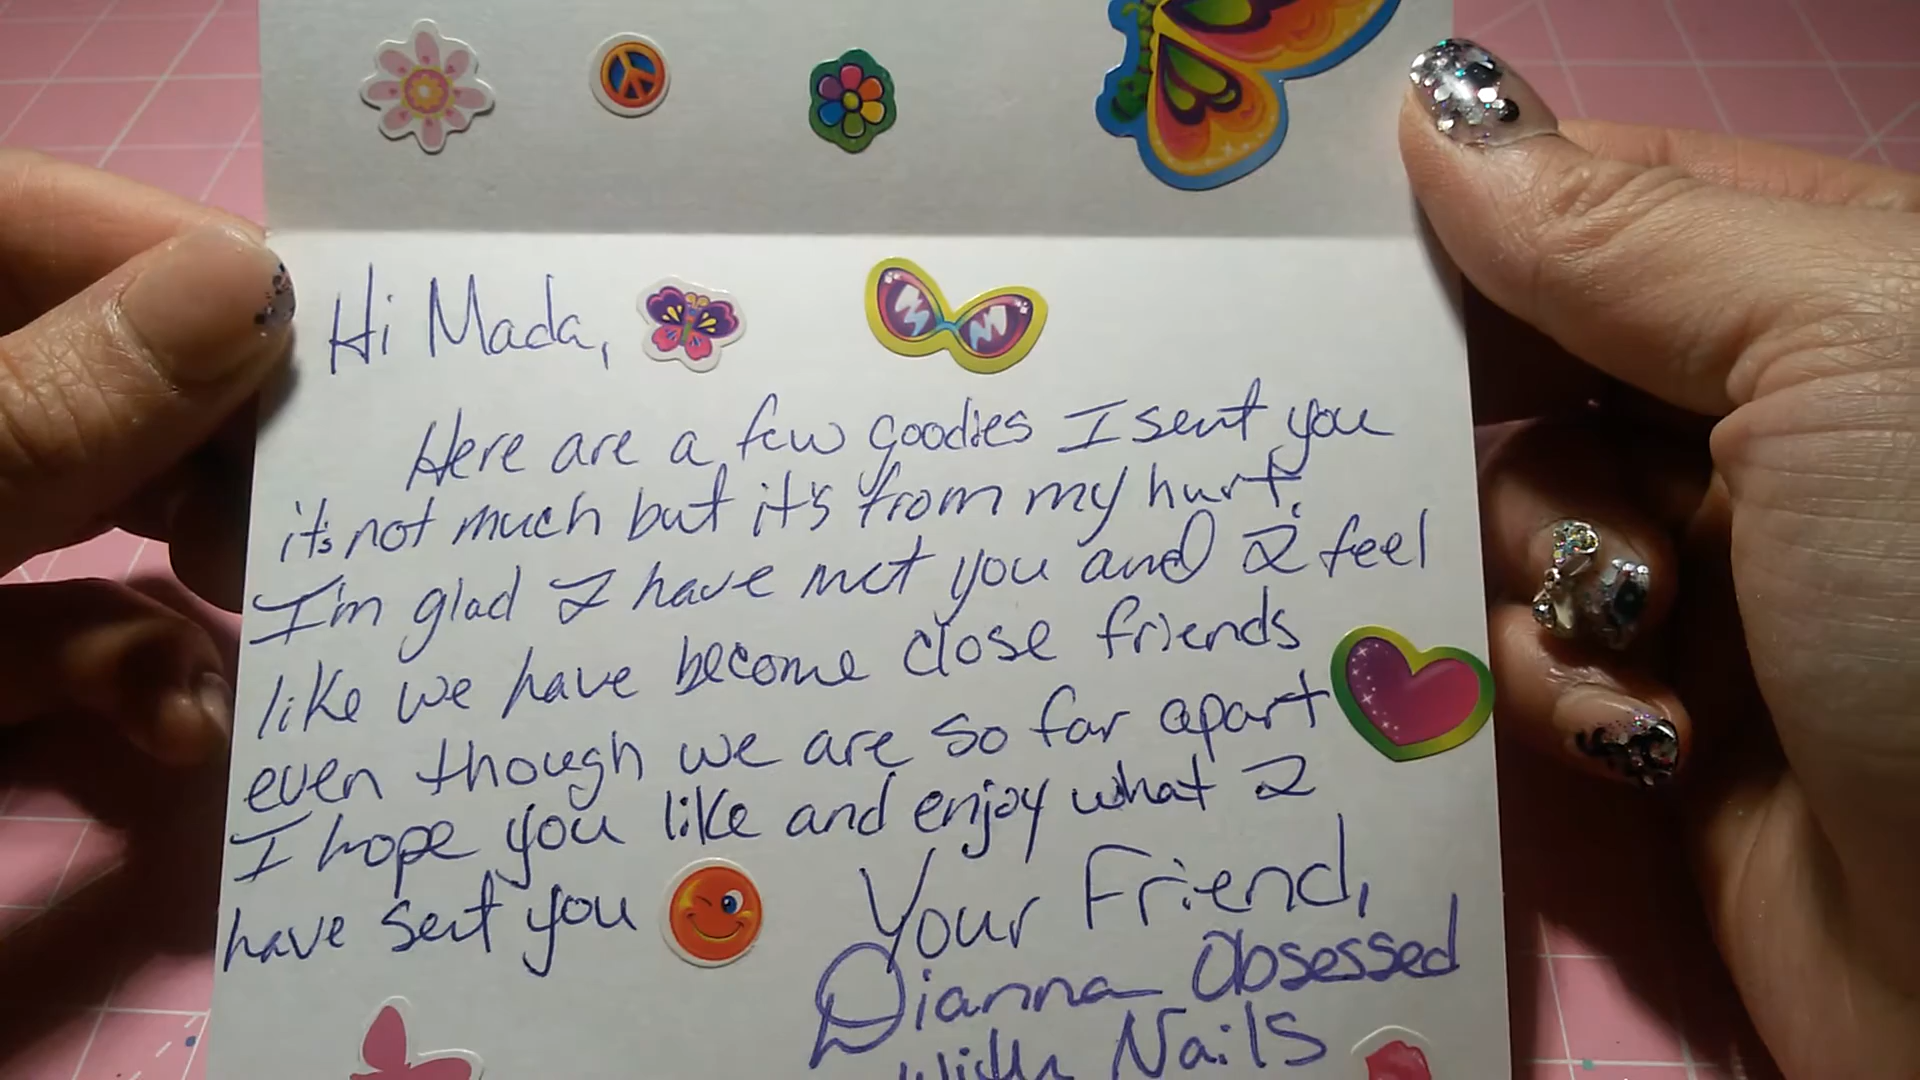 Hi Mada,
Here are a few goodies I sent you
it's not much but it's from my hurt.
I'm glad I have met you and I feel
like we have become close friends
even though we are so far apart
I hope you like and enjoy what I
have sent you
Your Friend,
Dianna Obsessed
With Nails